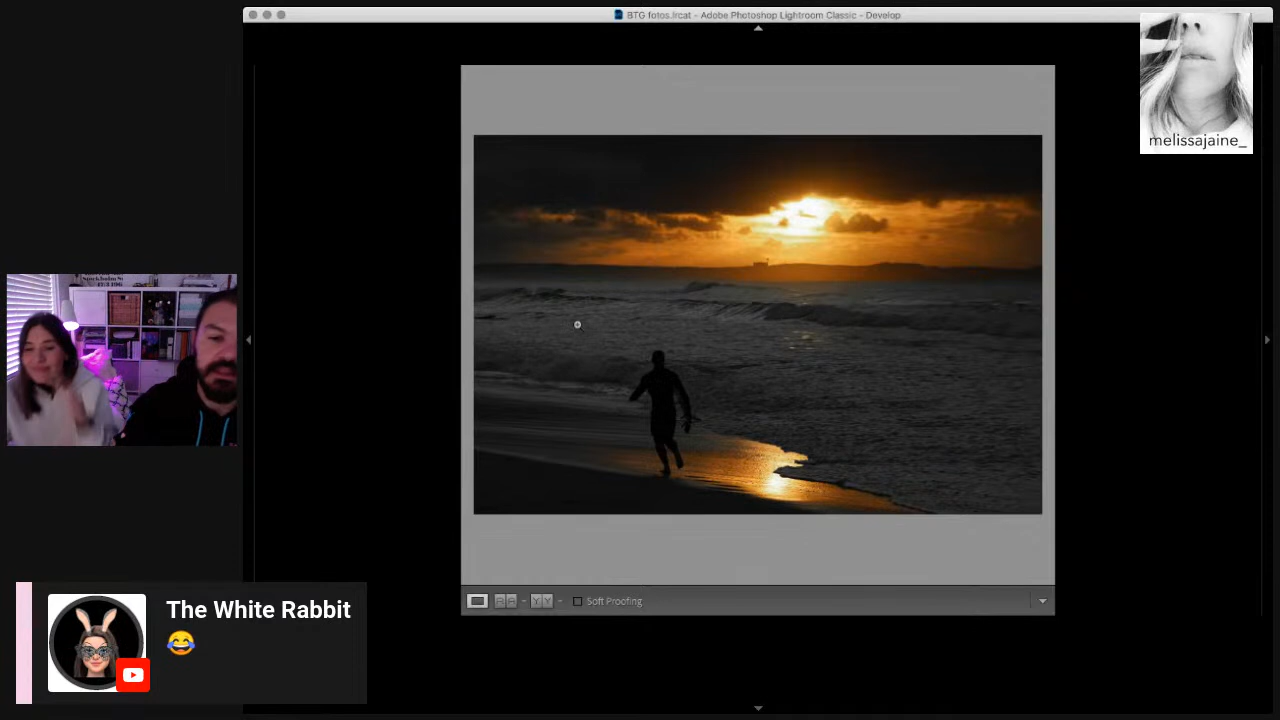 BTG fotos.lrcat - Adobe Photoshop Lightroom Classic - Develop
melissajaine_
Soft Proofing
The White Rabbit
😂